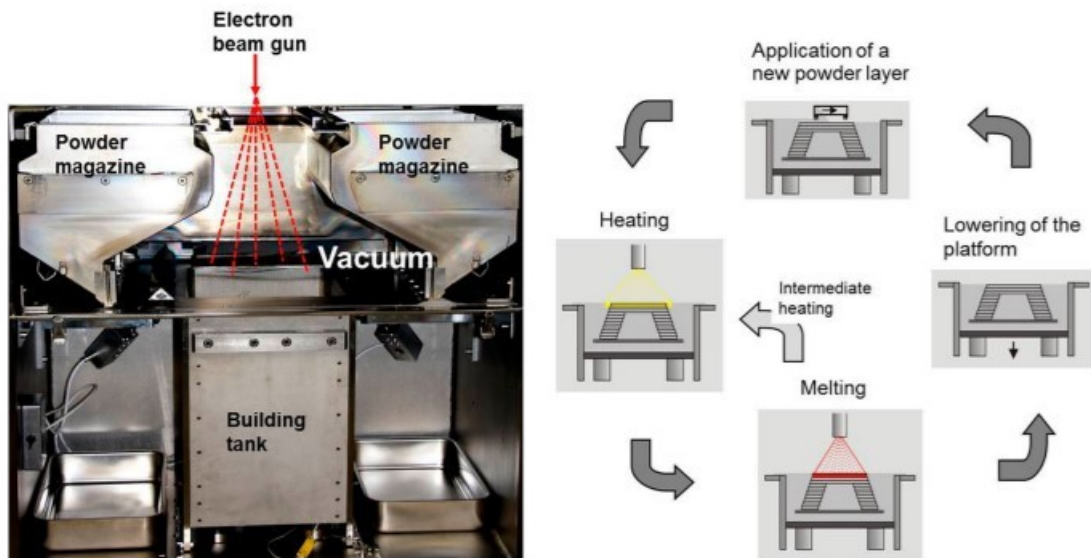 Electron
beam gun
Powder
magazine
Powder
magazine
Vacuum
Building
tank
Application of a
new powder layer
Heating
Lowering of the
platform
Intermediate
heating
Melting